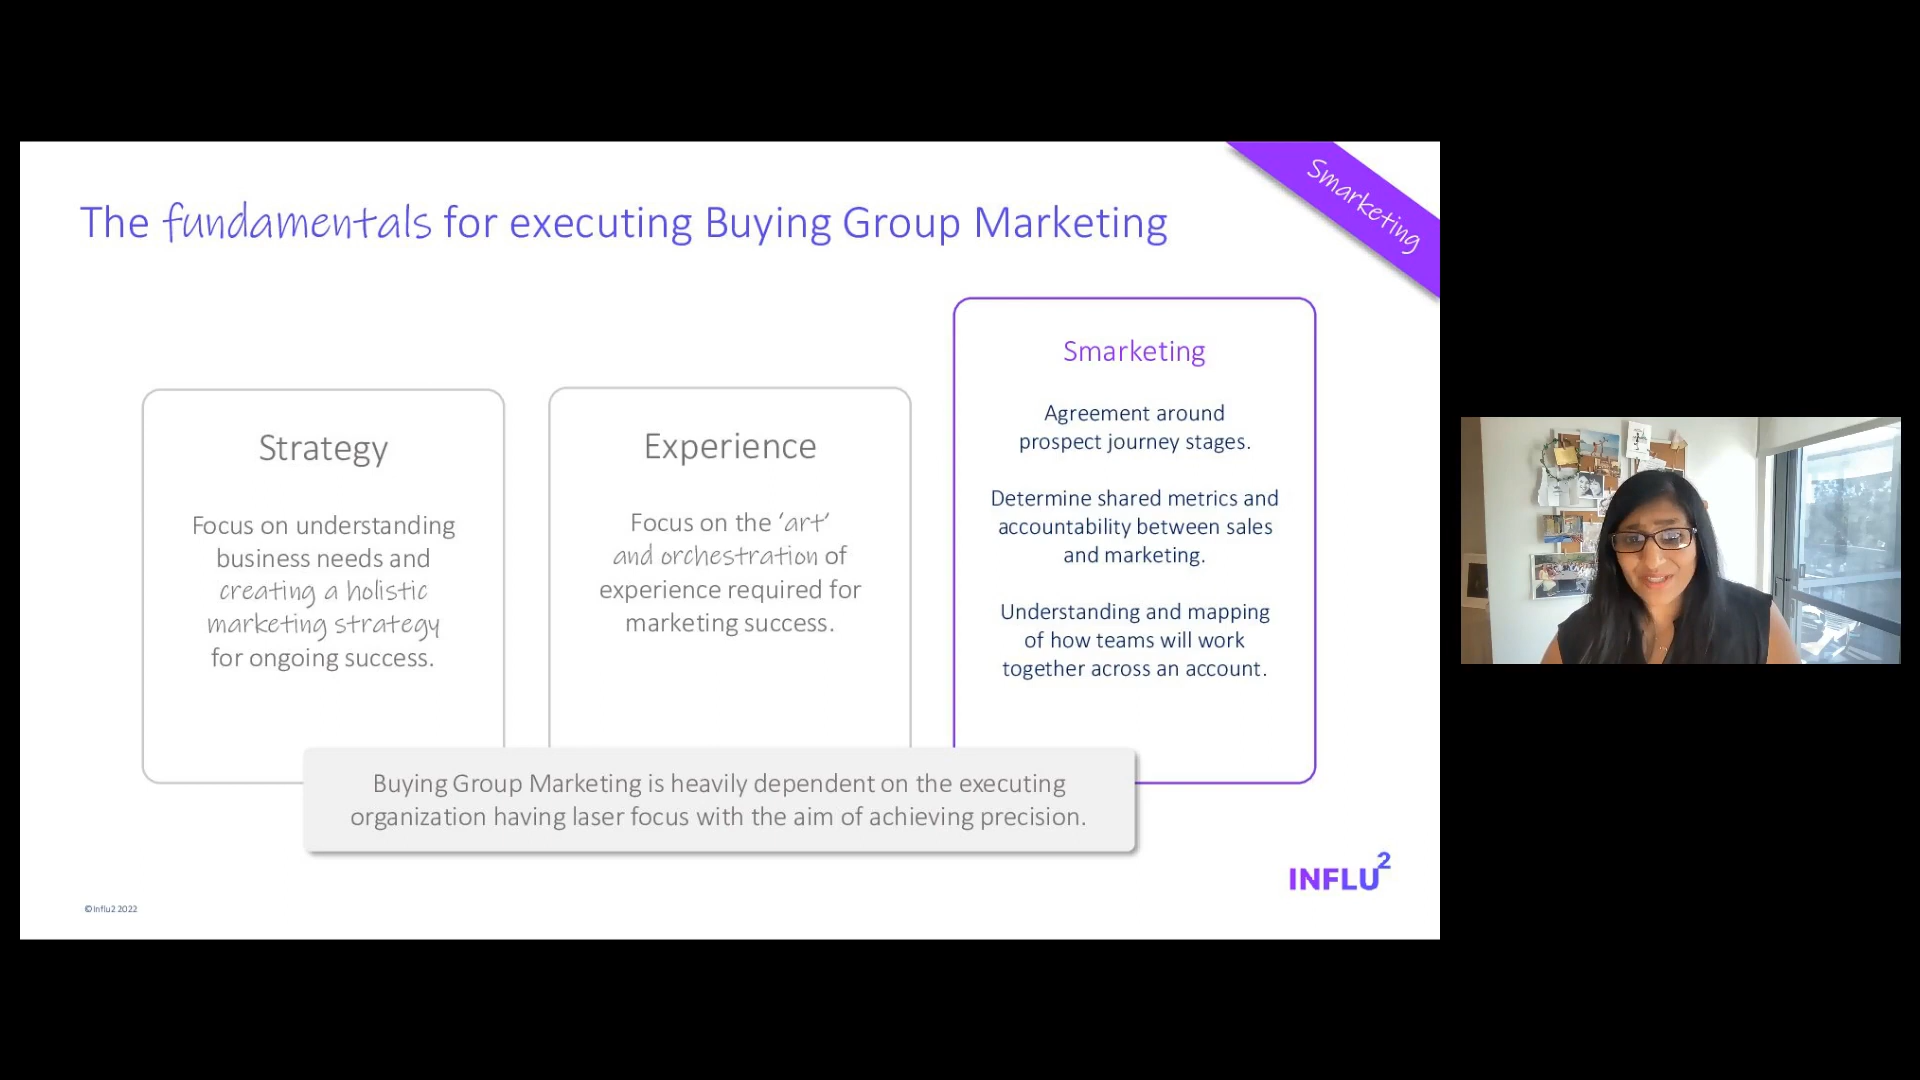 Smarketing
The fundamentals for executing Buying Group Marketing
Strategy
Focus on understanding
business needs and
creating a holistic
marketing strategy
for ongoing success.
Experience
Focus on the ‘art’
and orchestration of
experience required for
marketing success.
Smarketing
Agreement around
prospect journey stages.
Determine shared metrics and
accountability between sales
and marketing.
Understanding and mapping
of how teams will work
together across an account.
Buying Group Marketing is heavily dependent on the executing
organization having laser focus with the aim of achieving precision.
INFLU2
©Influ2 2022